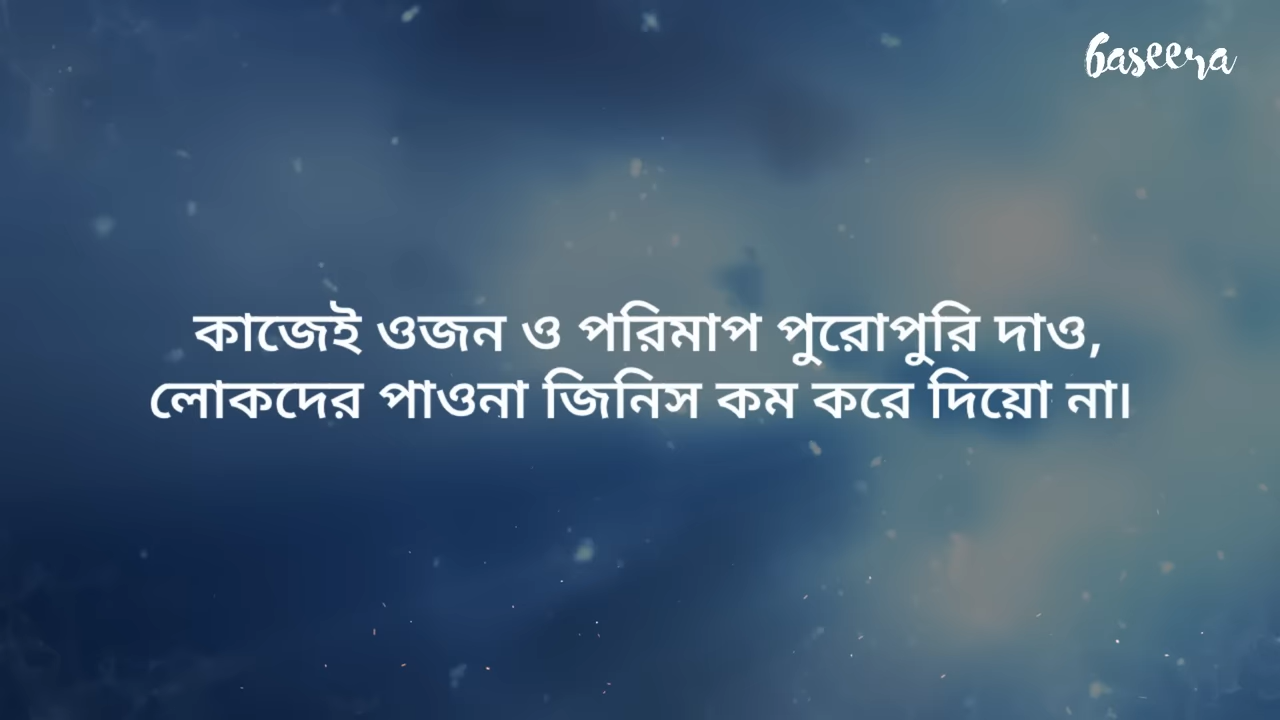 baseera
কাজেই ওজন ও পরিমাপ পুরোপুরি দাও,
লোকদের পাওনা জিনিস কম করে দিয়ো না।